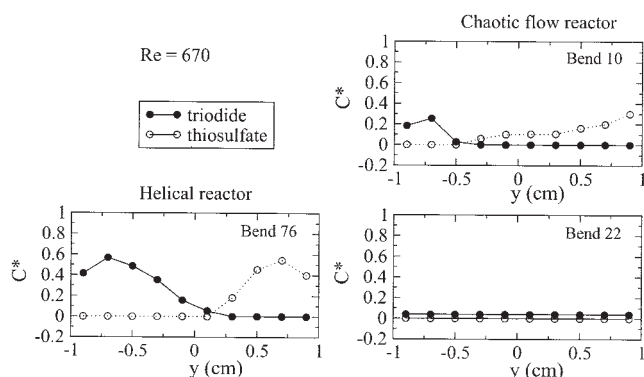 Chaotic flow reactor
Re = 670
triodide
thiosulfate
C*
1
0.8
0.6
0.4
0.2
0
-0.2
Bend 10
-1
-0.5
0
0.5
1
y (cm)
Helical reactor
C*
1
0.8
0.6
0.4
0.2
0
-0.2
Bend 76
-1
-0.5
0
0.5
1
y (cm)
C*
1
0.8
0.6
0.4
0.2
0
-0.2
Bend 22
-1
-0.5
0
0.5
1
y (cm)